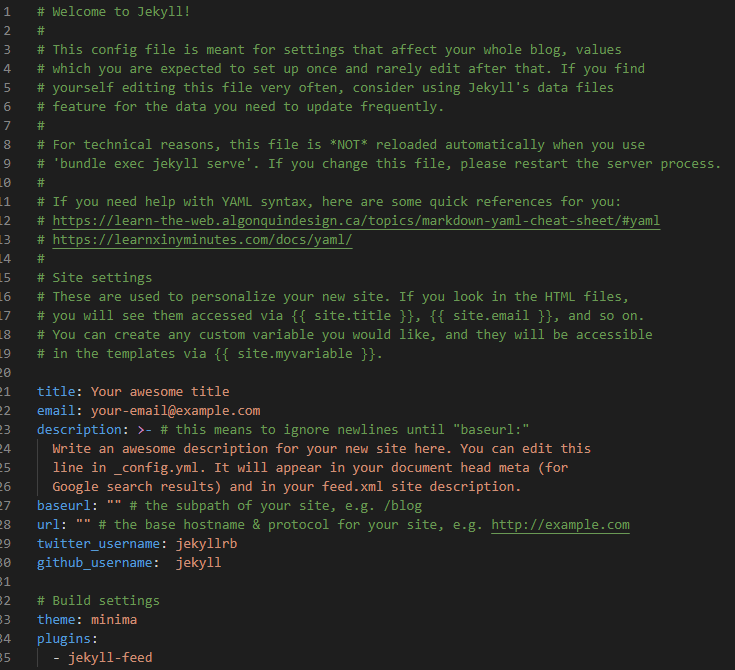 1 # Welcome to Jekyll!
2 #
3 # This config file is meant for settings that affect your whole blog, values
4 # which you are expected to set up once and rarely edit after that. If you find
5 # yourself editing this file very often, consider using Jekyll's data files
6 # feature for the data you need to update frequently.
7 #
8 # For technical reasons, this file is *NOT* reloaded automatically when you use
9 # 'bundle exec jekyll serve'. If you change this file, please restart the server process.
10 #
11 # If you need help with YAML syntax, here are some quick references for you:
12 # https://learn-the-web.algonquindesign.ca/topics/markdown-yaml-cheat-sheet/#yaml
13 # https://learnxinyminutes.com/docs/yaml/
14 #
15 # Site settings
16 # These are used to personalize your new site. If you look in the HTML files,
17 # you will see them accessed via {{ site.title }}, {{ site.email }}, and so on.
18 # You can create any custom variable you would like, and they will be accessible
19 # in the templates via {{ site.myvariable }}.
20
21 title: Your awesome title
22 email: your-email@example.com
23 description: >- # this means to ignore newlines until "baseurl:"
24   Write an awesome description for your new site here. You can edit this
25   line in _config.yml. It will appear in your document head meta (for
26   Google search results) and in your feed.xml site description.
27 baseurl: "" # the subpath of your site, e.g. /blog
28 url: "" # the base hostname & protocol for your site, e.g. http://example.com
29 twitter_username: jekyllrb
30 github_username:  jekyll
31
32 # Build settings
33 theme: minima
34 plugins:
35   - jekyll-feed